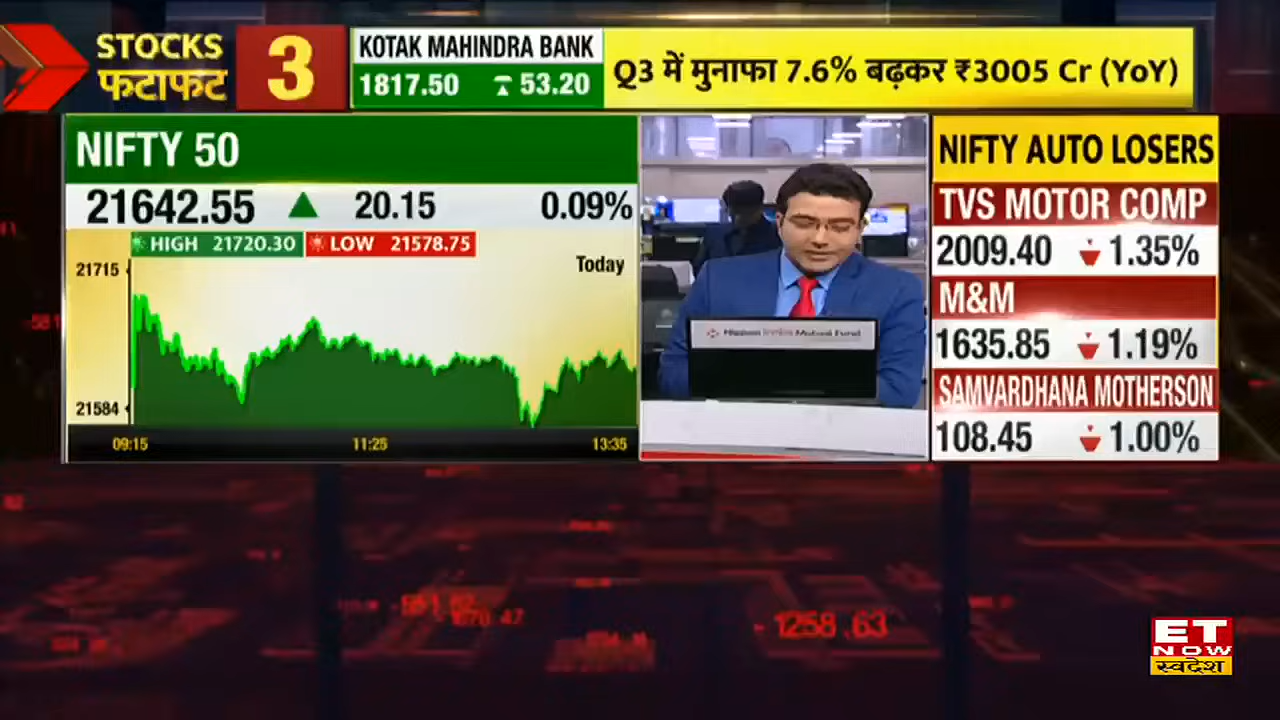 STOCKS
फटाफट
3
KOTAK MAHINDRA BANK
1817.50 53.20
Q3 में मुनाफा 7.6% बढ़कर ₹3005 Cr (YoY)
NIFTY 50
21642.55 20.15 0.09%
HIGH 21720.30 LOW 21578.75
Today
21715
21584
09:15 11:25 13:35
Mutual Fund
NIFTY AUTO LOSERS
TVS MOTOR COMP
2009.40 1.35%
M&M
1635.85 1.19%
SAMVARDHANA MOTHERSON
108.45 1.00%
-1258.63
ET
NOW
स्वदेश